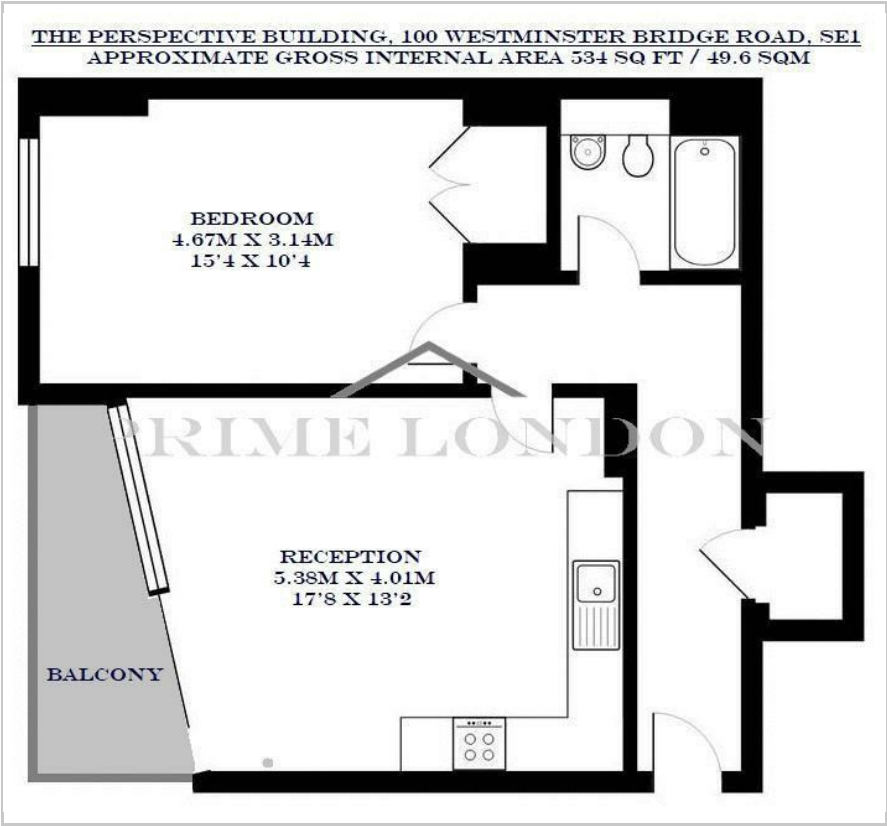 THE PERSPECTIVE BUILDING, 100 WESTMINSTER BRIDGE ROAD, SE1
APPROXIMATE GROSS INTERNAL AREA 534 SQ FT / 49.6 SQM
BEDROOM
4.67M X 3.14M
15'4 X 10'4
PRIME LONDON
RECEPTION
5.38M X 4.01M
17'8 X 13'2
BALCONY